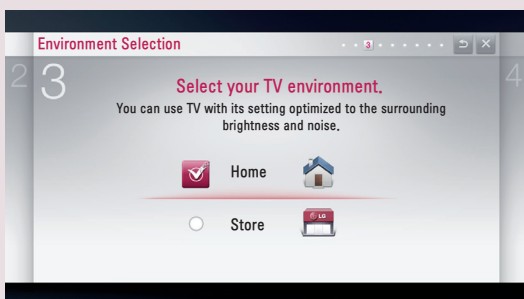 Environment Selection
3
2
3
4
Select your TV environment.
You can use TV with its setting optimized to the surrounding
brightness and noise.
Home
Store
LG